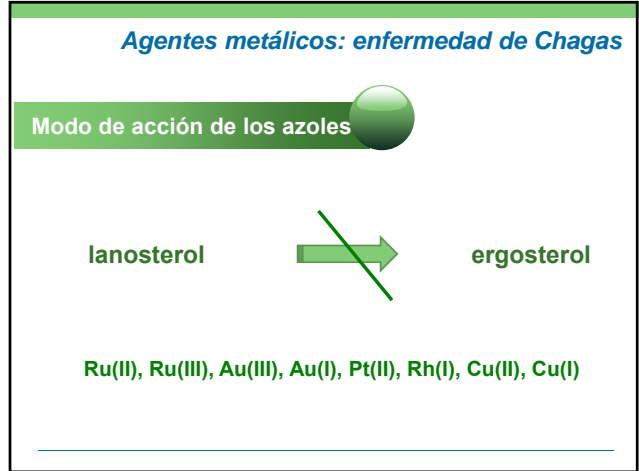 Agentes metálicos: enfermedad de Chagas
Modo de acción de los azoles
lanosterol ergosterol
Ru(II), Ru(III), Au(III), Au(I), Pt(II), Rh(I), Cu(II), Cu(I)